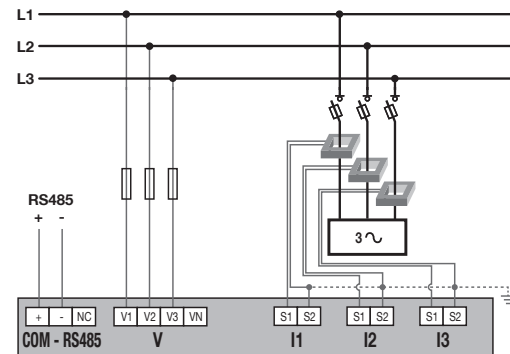 L1
L2
L3
RS485
+ -
3∿
+ - NC V1 V2 V3 VN S1 S2 S1 S2 S1 S2
COM - RS485 V I1 I2 I3